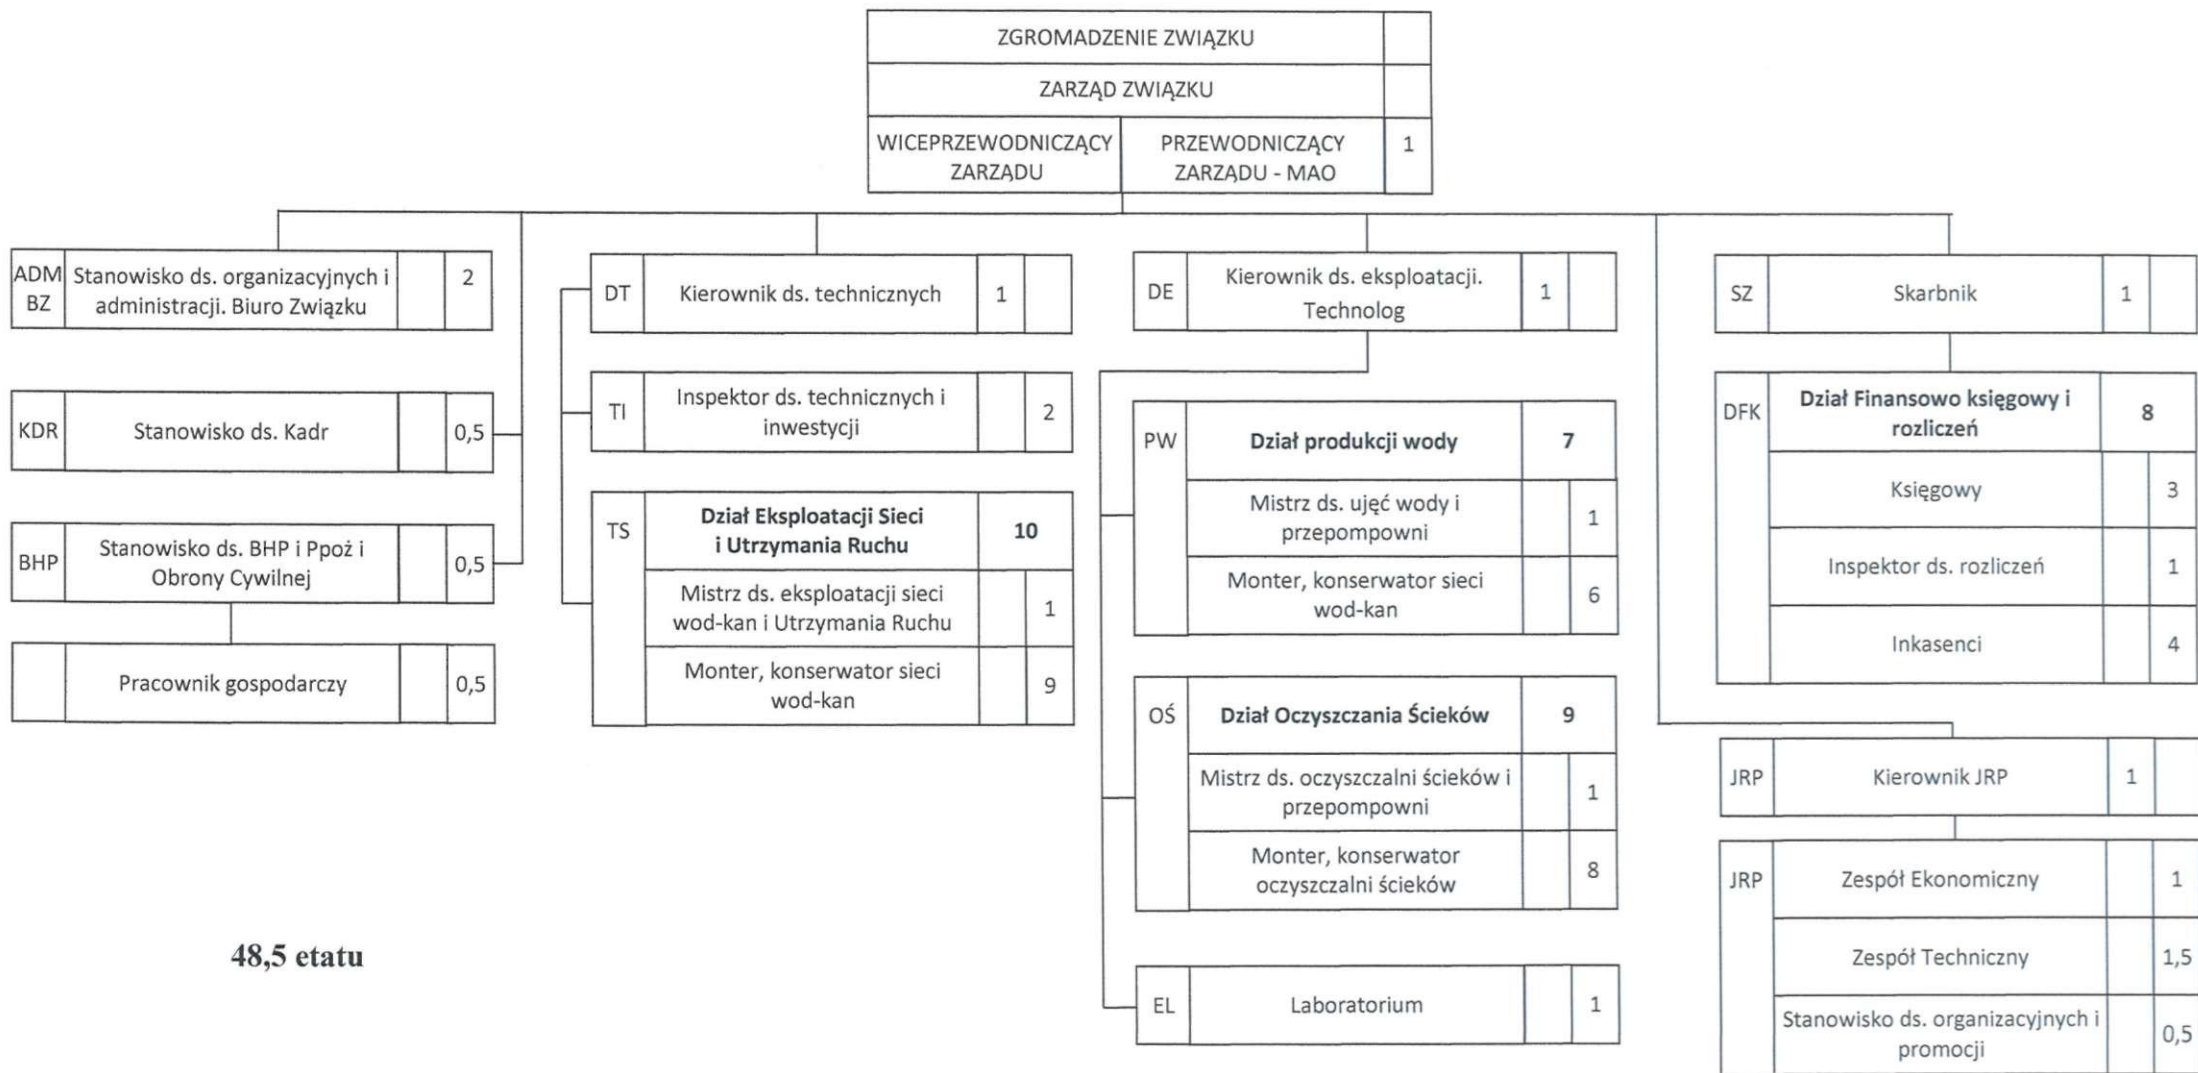 ZGROMADZENIE ZWIĄZKU
ZARZĄD ZWIĄZKU
WICEPRZEWODNICZĄCY
ZARZĄDU
PRZEWODNICZĄCY
ZARZĄDU - MAO
1
ADM
BZ
Stanowisko ds. organizacyjnych i
administracji. Biuro Związku
2
KDR
Stanowisko ds. Kadr
0,5
BHP
Stanowisko ds. BHP i Ppoż i
Obrony Cywilnej
0,5
Pracownik gospodarczy
0,5
DT
Kierownik ds. technicznych
1
TI
Inspektor ds. technicznych i
inwestycji
2
TS
Dział Eksploatacji Sieci
i Utrzymania Ruchu
10
Mistrz ds. eksploatacji sieci
wod-kan i Utrzymania Ruchu
1
Monter, konserwator sieci
wod-kan
9
DE
Kierownik ds. eksploatacji.
Technolog
1
PW
Dział produkcji wody
7
Mistrz ds. ujęć wody i
przepompowni
1
Monter, konserwator sieci
wod-kan
6
OŚ
Dział Oczyszczania Ścieków
9
Mistrz ds. oczyszczalni ścieków i
przepompowni
1
Monter, konserwator
oczyszczalni ścieków
8
EL
Laboratorium
1
SZ
Skarbnik
1
DFK
Dział Finansowo księgowy i
rozliczeń
8
Księgowy
3
Inspektor ds. rozliczeń
1
Inkasenci
4
JRP
Kierownik JRP
1
JRP
Zespół Ekonomiczny
1
Zespół Techniczny
1,5
Stanowisko ds. organizacyjnych i
promocji
0,5
48,5 etatu